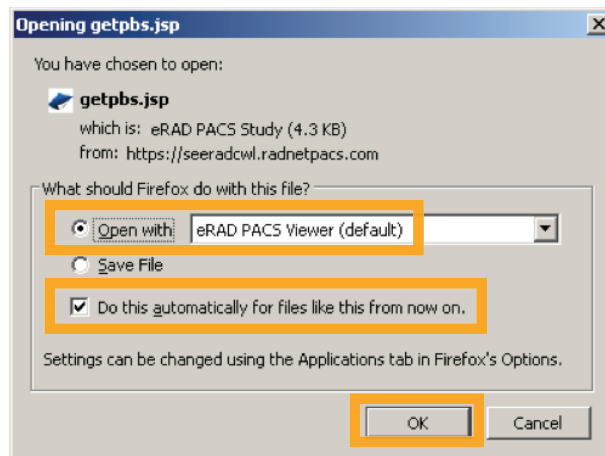 Opening getpbs.jsp
You have chosen to open:
getpbs.jsp
which is: eRAD PACS Study (4.3 KB)
from: https://seeradcwl.radnetpacs.com
What should Firefox do with this file?
Open with eRAD PACS Viewer (default)
Save File
Do this automatically for files like this from now on.
Settings can be changed using the Applications tab in Firefox's Options.
OK Cancel